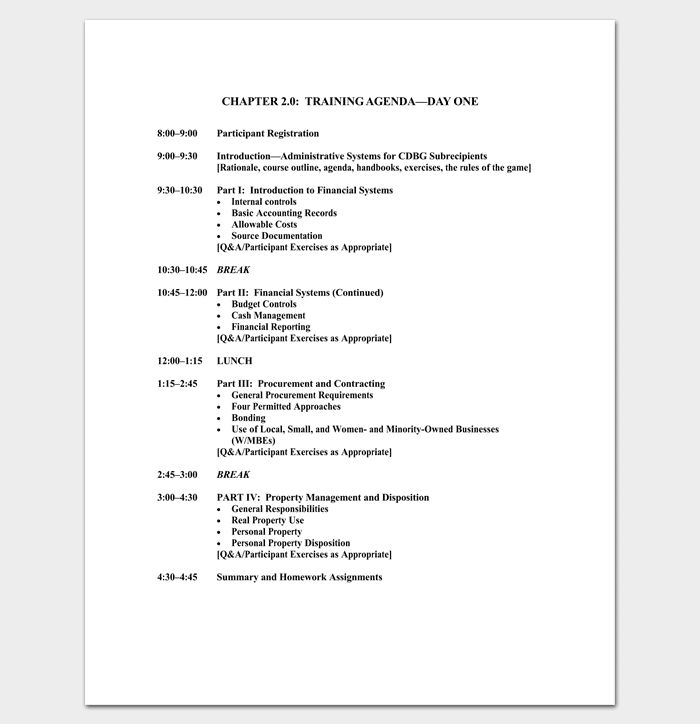 CHAPTER 2.0:  TRAINING AGENDA—DAY ONE
8:00–9:00 Participant Registration
9:00–9:30 Introduction—Administrative Systems for CDBG Subrecipients
[Rationale, course outline, agenda, handbooks, exercises, the rules of the game]
9:30–10:30 Part I:  Introduction to Financial Systems
• Internal controls
• Basic Accounting Records
• Allowable Costs
• Source Documentation
[Q&A/Participant Exercises as Appropriate]
10:30–10:45 BREAK
10:45–12:00 Part II:  Financial Systems (Continued)
• Budget Controls
• Cash Management
• Financial Reporting
[Q&A/Participant Exercises as Appropriate]
12:00–1:15 LUNCH
1:15–2:45 Part III:  Procurement and Contracting
• General Procurement Requirements
• Four Permitted Approaches
• Bonding
• Use of Local, Small, and Women- and Minority-Owned Businesses
(W/MBEs)
[Q&A/Participant Exercises as Appropriate]
2:45–3:00 BREAK
3:00–4:30 PART IV:  Property Management and Disposition
• General Responsibilities
• Real Property Use
• Personal Property
• Personal Property Disposition
[Q&A/Participant Exercises as Appropriate]
4:30–4:45 Summary and Homework Assignments